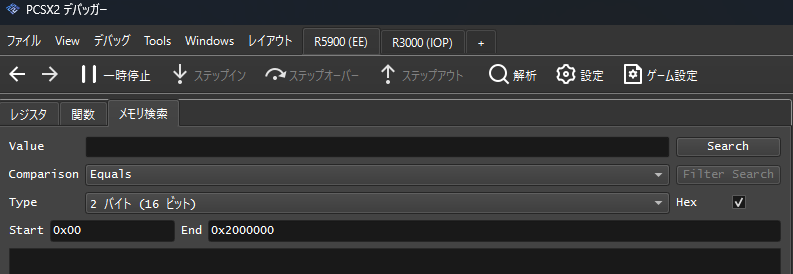 PCSX2 デバッガー
ファイル View デバッグ Tools Windows レイアウト R5900 (EE) R3000 (IOP) +
一時停止 ステップイン ステップオーバー ステップアウト 解析 設定 ゲーム設定
レジスタ 関数 メモリ検索
Value Search
Comparison Equals Filter Search
Type 2 バイト (16 ビット) Hex
Start 0x00 End 0x2000000